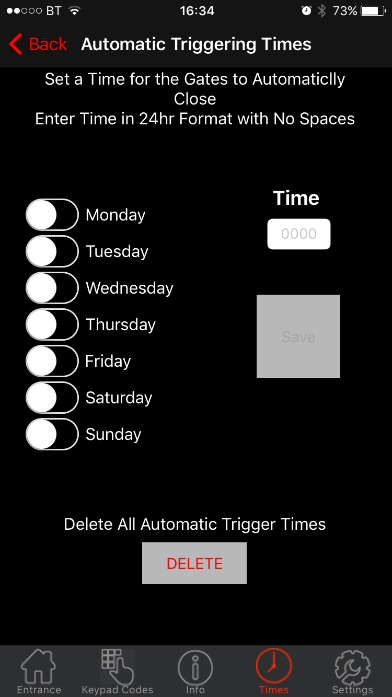 BT 16:34 73%
Back Automatic Triggering Times
Set a Time for the Gates to Automaticlly
Close
Enter Time in 24hr Format with No Spaces
Time
0000
Monday
Tuesday
Wednesday
Thursday
Friday
Saturday
Sunday
Save
Delete All Automatic Trigger Times
DELETE
Entrance Keypad Codes Info Times Settings